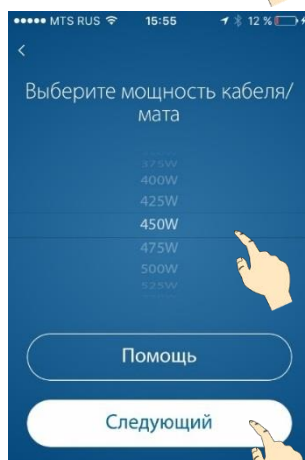 ●●●●● MTS RUS 15:55 12 %
Выберите мощность кабеля/
мата
375W
400W
425W
450W
475W
500W
525W
Помощь
Следующий